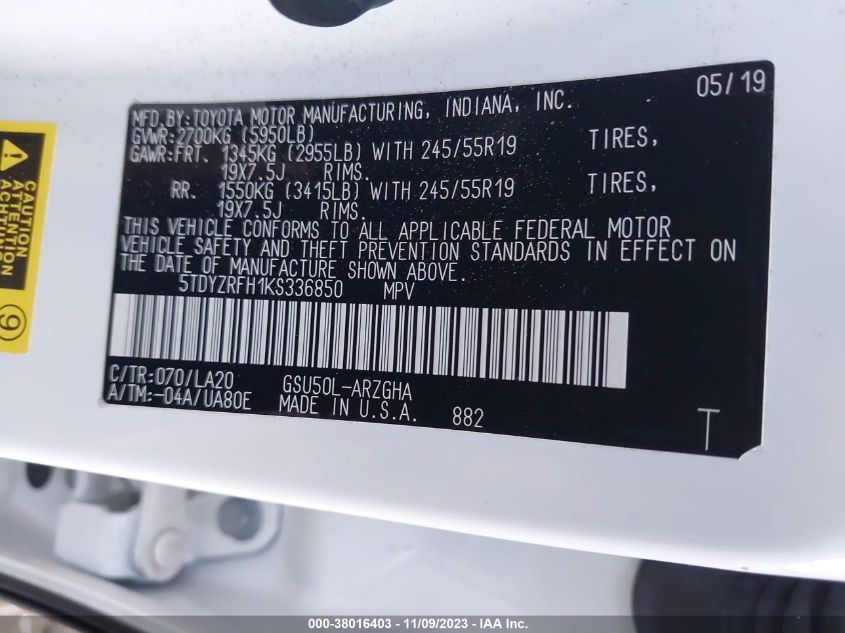 05/19
MFD.BY:TOYOTA MOTOR MANUFACTURING, INDIANA, INC.
GVWR:2700KG (5950LB)
GAWR:FRT. 1345KG (2955LB) WITH 245/55R19 TIRES,
19X7.5J RIMS.
RR. 1550KG (3415LB) WITH 245/55R19 TIRES,
19X7.5J RIMS.
THIS VEHICLE CONFORMS TO ALL APPLICABLE FEDERAL MOTOR
VEHICLE SAFETY AND THEFT PREVENTION STANDARDS IN EFFECT ON
THE DATE OF MANUFACTURE SHOWN ABOVE.
5TDYZRFH1KS336850 MPV
C/TR:070/LA20 GSU50L-ARZGHA
A/TM:-04A/UA80E MADE IN U.S.A. 882
T
CAUTION
ATTENTION
ACHTUNG
9
000-38016403 - 11/09/2023 - IAA Inc.